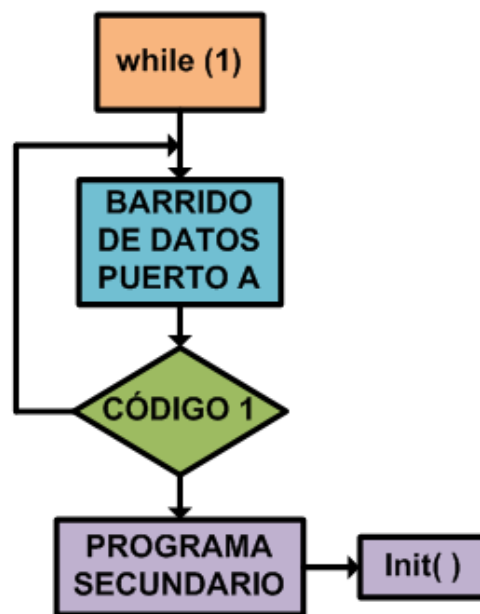 while (1)
BARRIDO
DE DATOS
PUERTO A
CÓDIGO 1
PROGRAMA
SECUNDARIO
Init( )